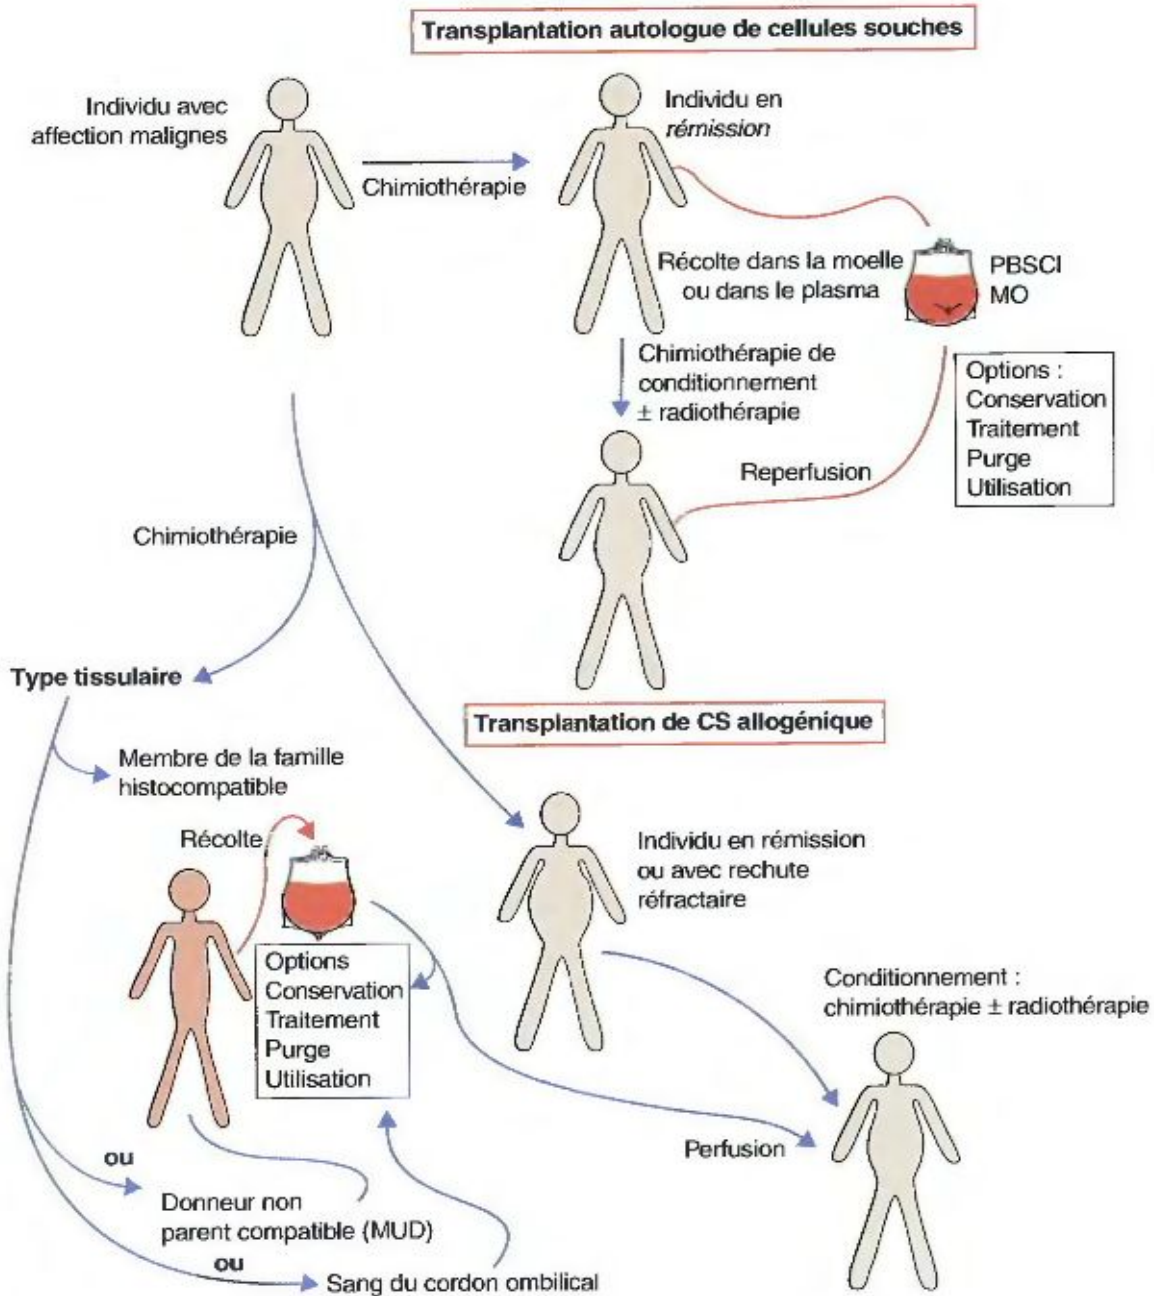 Transplantation autologue de cellules souches
Individu avec
affection malignes
Chimiothérapie
Individu en
rémission
Récolte dans la moelle
ou dans le plasma
PBSCI
MO
Chimiothérapie de
conditionnement
± radiothérapie
Options :
Conservation
Traitement
Purge
Utilisation
Reperfusion
Chimiothérapie
Type tissulaire
Transplantation de CS allogénique
Membre de la famille
histocompatible
Récolte
Individu en rémission
ou avec rechute
réfractaire
Options
Conservation
Traitement
Purge
Utilisation
Conditionnement :
chimiothérapie ± radiothérapie
Perfusion
ou
Donneur non
parent compatible (MUD)
ou
Sang du cordon ombilical